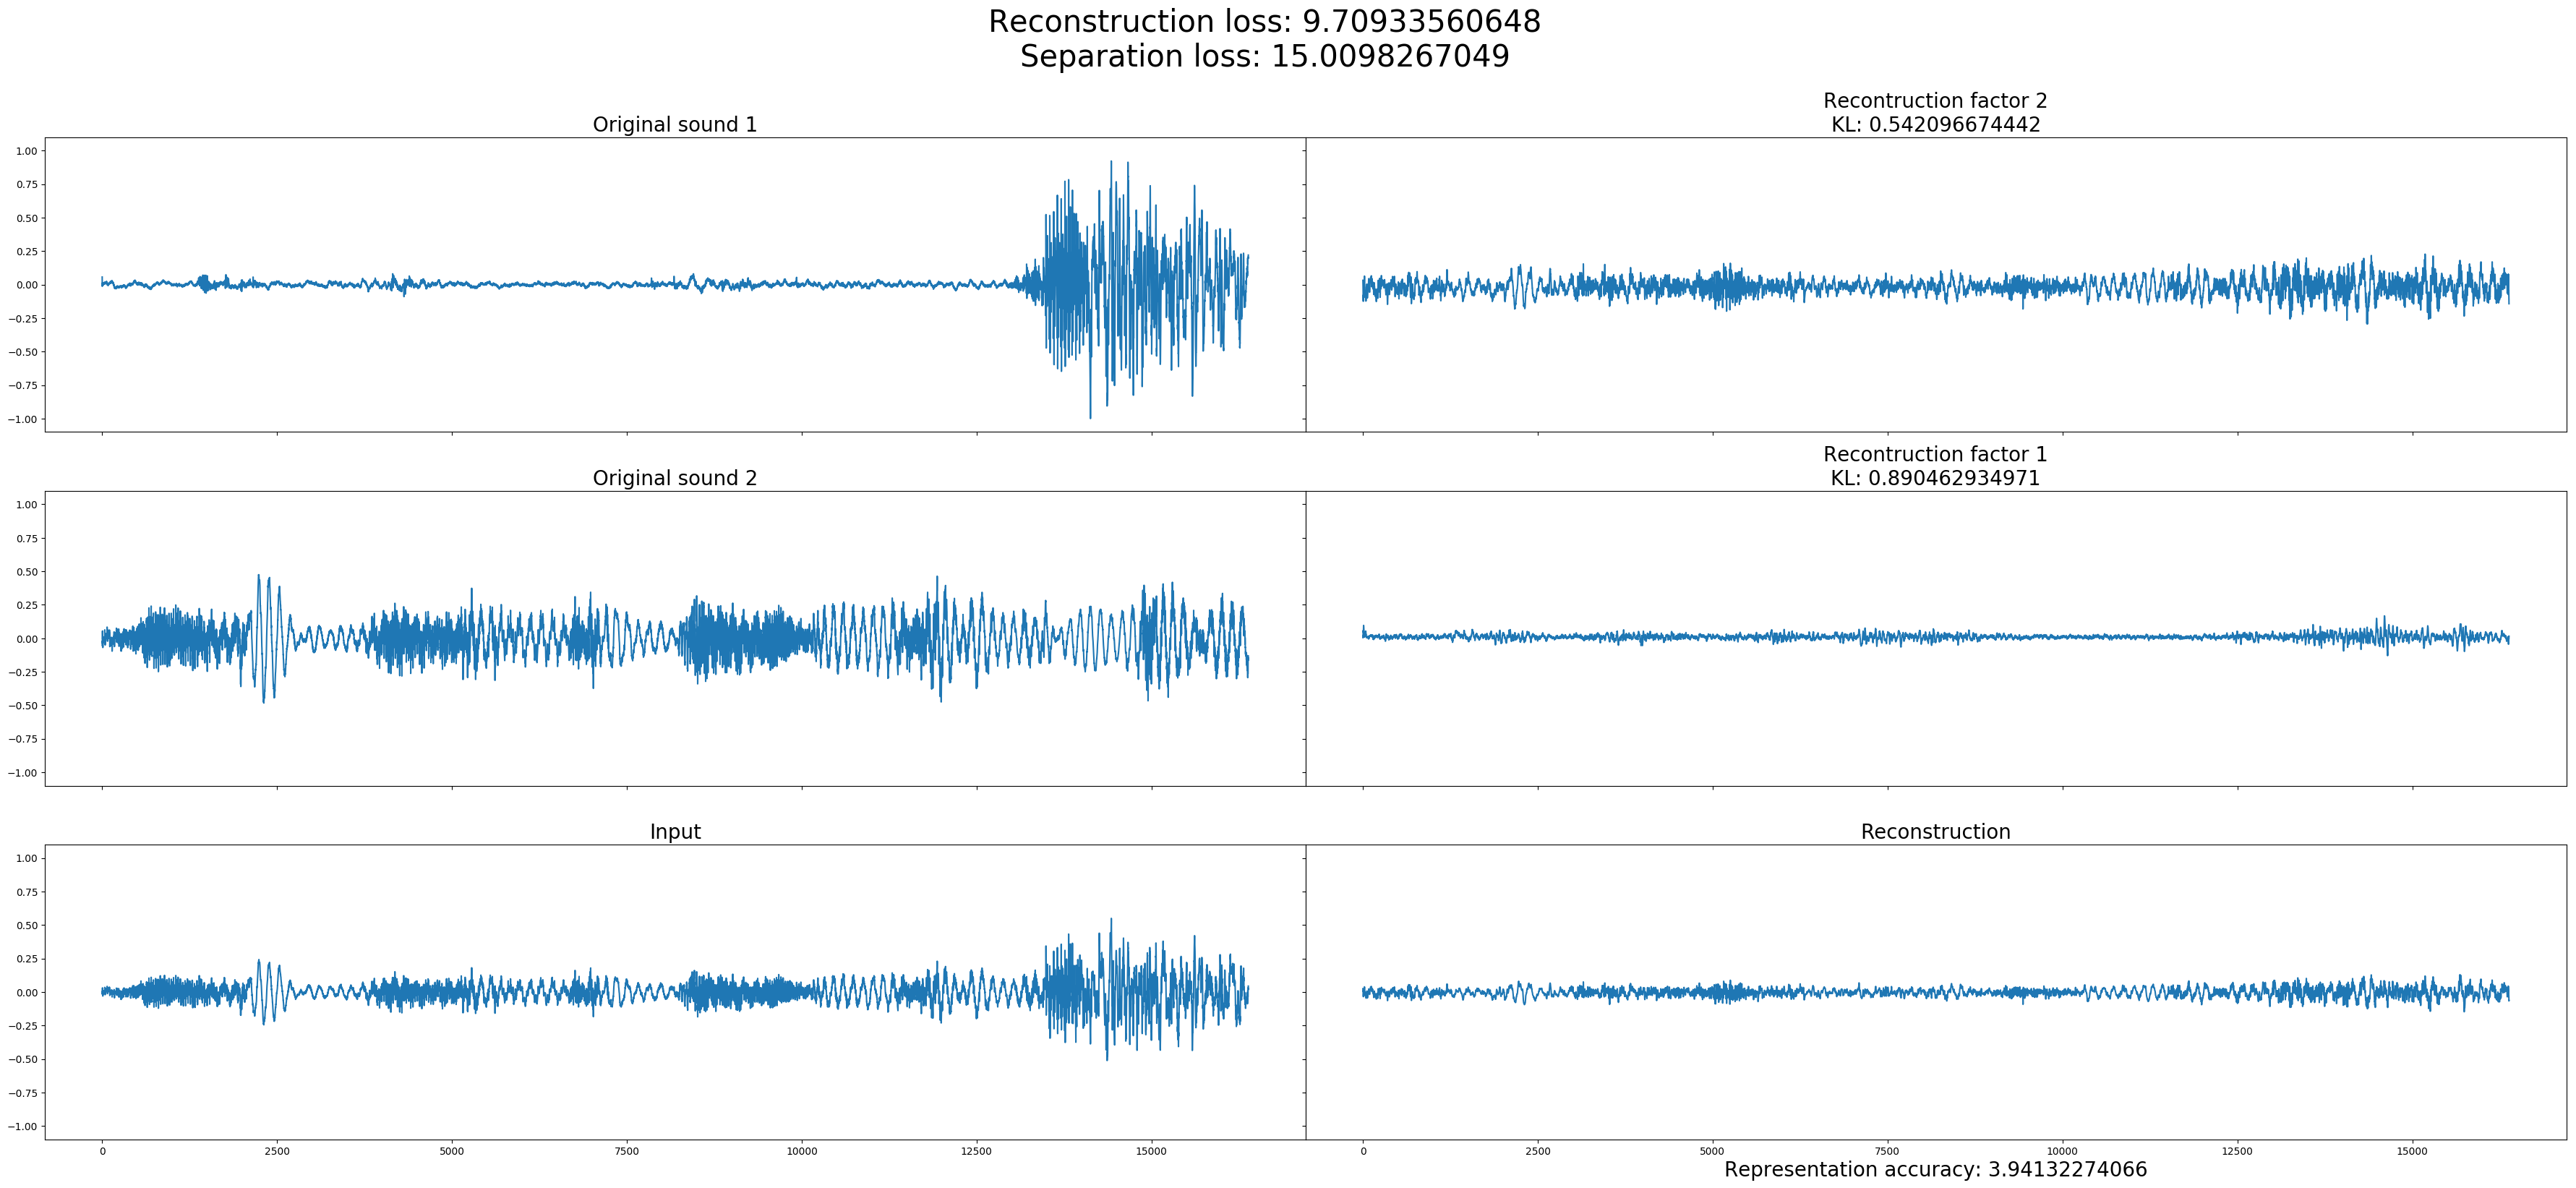 Reconstruction loss: 9.70933560648
Separation loss: 15.0098267049
Original sound 1
Recontruction factor 2
KL: 0.542096674442
1.00
0.75
0.50
0.25
0.00
−0.25
−0.50
−0.75
−1.00
Original sound 2
Recontruction factor 1
KL: 0.890462934971
1.00
0.75
0.50
0.25
0.00
−0.25
−0.50
−0.75
−1.00
Input
Reconstruction
1.00
0.75
0.50
0.25
0.00
−0.25
−0.50
−0.75
−1.00
0 2500 5000 7500 10000 12500 15000
0 2500 5000 7500 10000 12500 15000
Representation accuracy: 3.94132274066